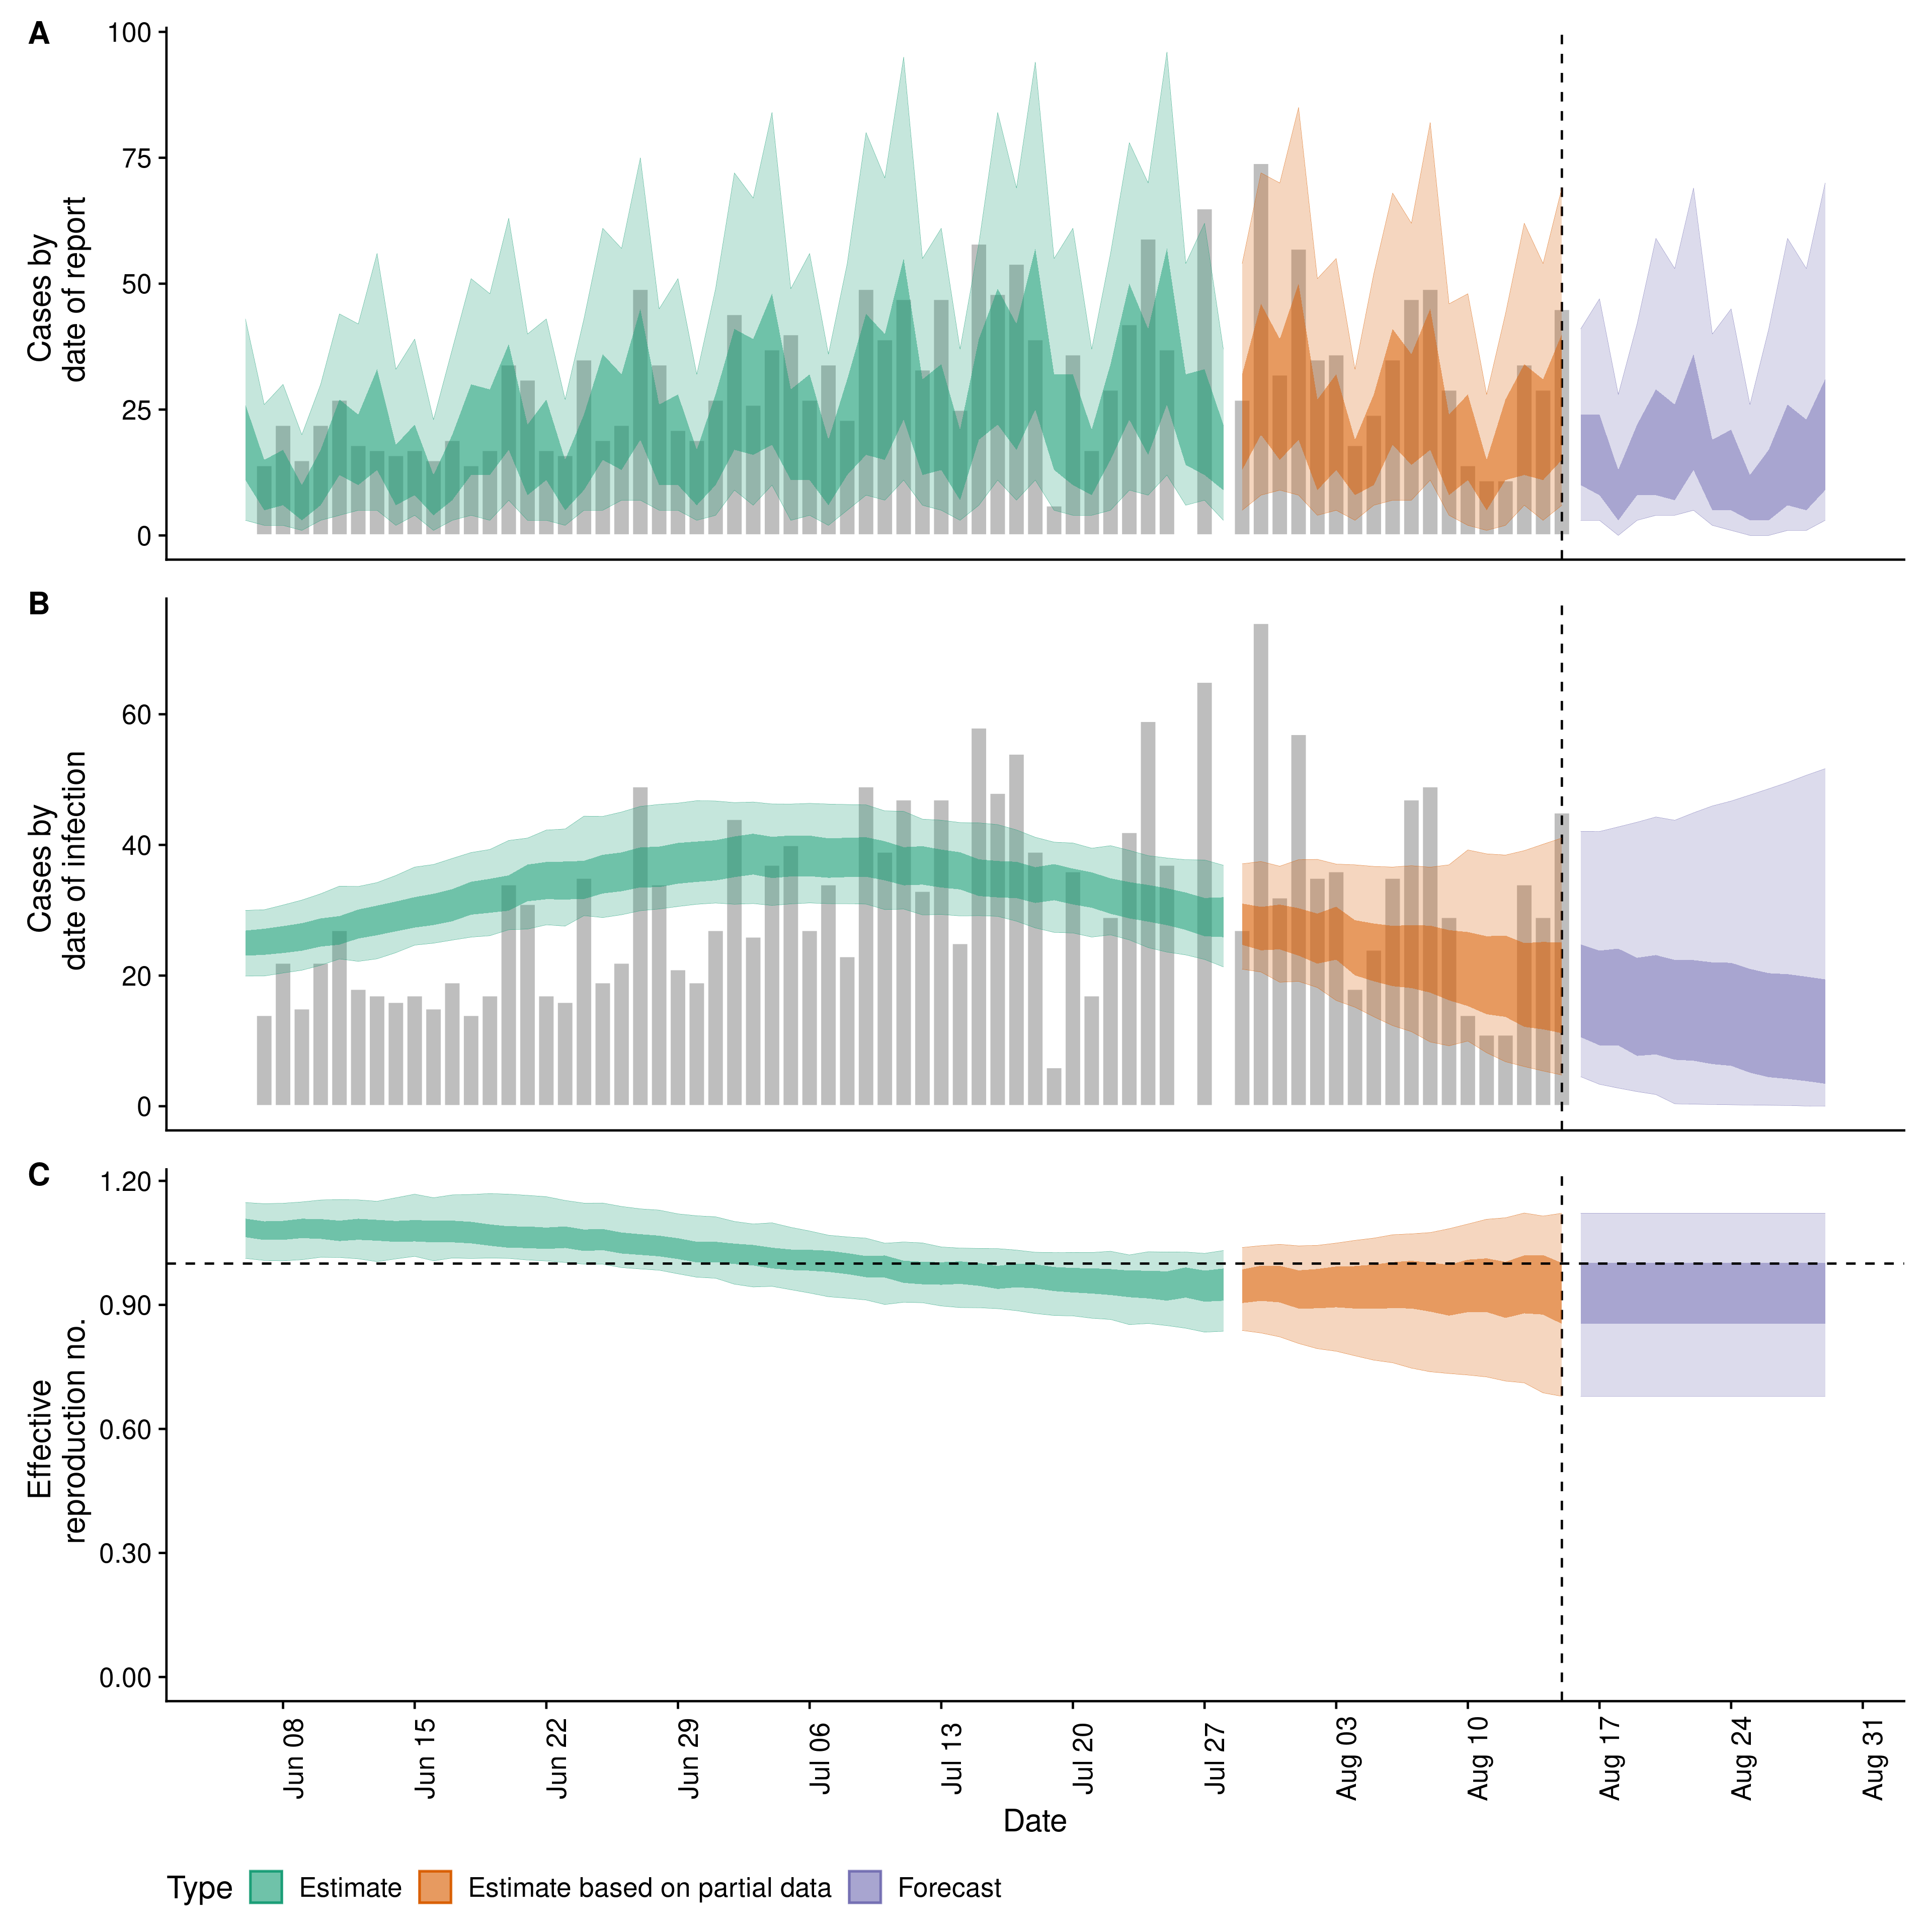 A
Cases by
date of report
100
75
50
25
0
B
Cases by
date of infection
60
40
20
0
C
Effective
reproduction no.
1.20
0.90
0.60
0.30
0.00
Jun 08
Jun 15
Jun 22
Jun 29
Jul 06
Jul 13
Jul 20
Jul 27
Aug 03
Aug 10
Aug 17
Aug 24
Aug 31
Date
Type Estimate Estimate based on partial data Forecast